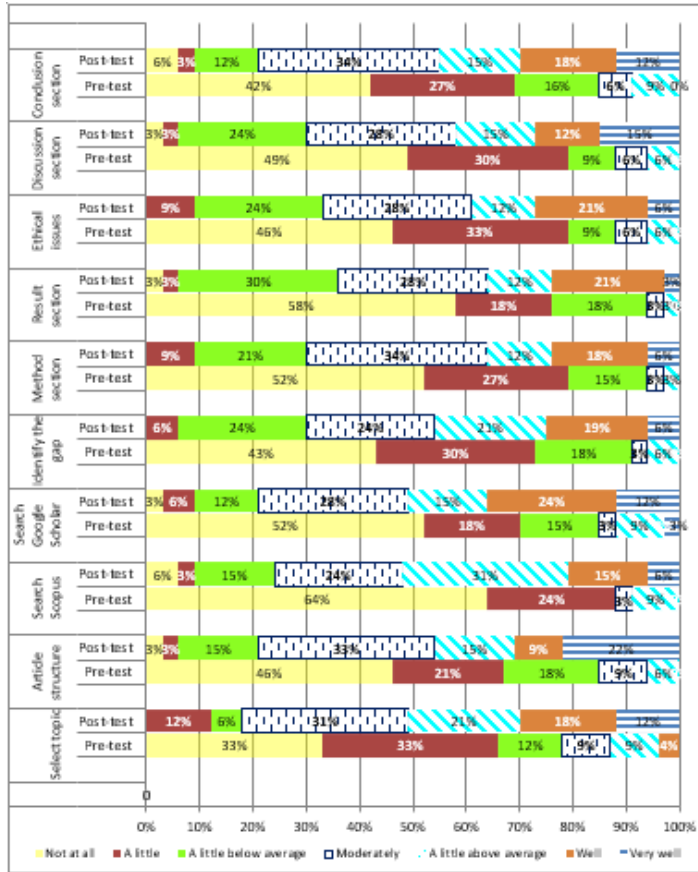 Conclusion section
Post-test 6% 3% 12% 34% 15% 18% 12%
Pre-test 42% 27% 16% 6% 9% 0%
Discussion section
Post-test 3% 3% 24% 28% 15% 12% 15%
Pre-test 49% 30% 9% 6% 6%
Ethical issues
Post-test 9% 24% 28% 12% 21% 6%
Pre-test 46% 33% 9% 6% 6%
Result section
Post-test 3% 3% 30% 28% 12% 21% 3%
Pre-test 58% 18% 18% 3% 3%
Method section
Post-test 9% 21% 34% 12% 18% 6%
Pre-test 52% 27% 15% 3% 3%
Identify the gap
Post-test 6% 24% 24% 21% 19% 6%
Pre-test 43% 30% 18% 3% 6%
Search Google Scholar
Post-test 3% 6% 12% 28% 15% 24% 12%
Pre-test 52% 18% 15% 3% 9% 3%
Search Scopus
Post-test 6% 3% 15% 24% 31% 15% 6%
Pre-test 64% 24% 3% 9%
Article structure
Post-test 3% 3% 15% 33% 15% 9% 22%
Pre-test 46% 21% 18% 9% 6%
Select topic
Post-test 12% 6% 31% 21% 18% 12%
Pre-test 33% 33% 12% 9% 9% 4%
0
0% 10% 20% 30% 40% 50% 60% 70% 80% 90% 100%
Not at all A little A little below average Moderately A little above average Well Very well